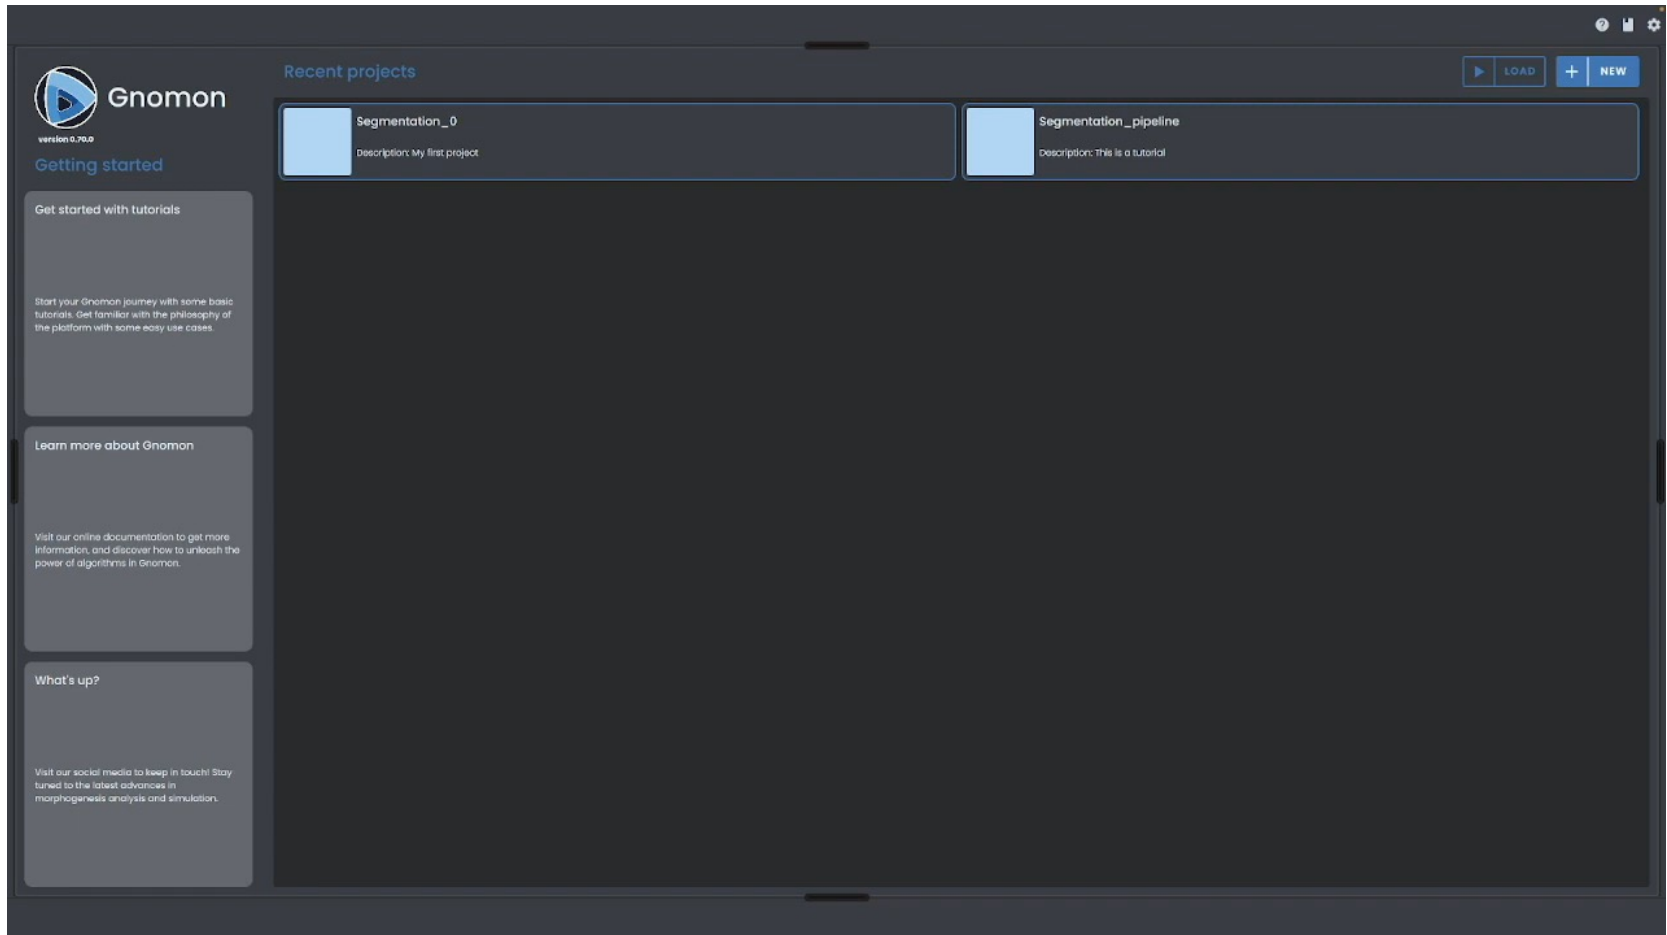 Gnomon
version 0.70.0
Getting started
Get started with tutorials
Start your Gnomon journey with some basic
tutorials. Get familiar with the philosophy of
the platform with some easy use cases.
Learn more about Gnomon
Visit our online documentation to get more
information, and discover how to unleash the
power of algorithms in Gnomon.
What's up?
Visit our social media to keep in touch! Stay
tuned to the latest advances in
morphogenesis analysis and simulation.
Recent projects
LOAD
NEW
Segmentation_0
Description: My first project
Segmentation_pipeline
Description: This is a tutorial